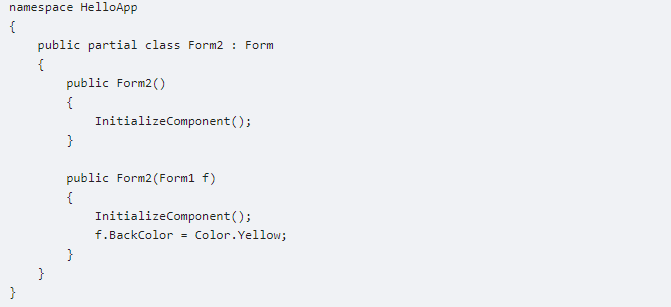 namespace HelloApp
{
    public partial class Form2 : Form
    {
        public Form2()
        {
            InitializeComponent();
        }

        public Form2(Form1 f)
        {
            InitializeComponent();
            f.BackColor = Color.Yellow;
        }
    }
}